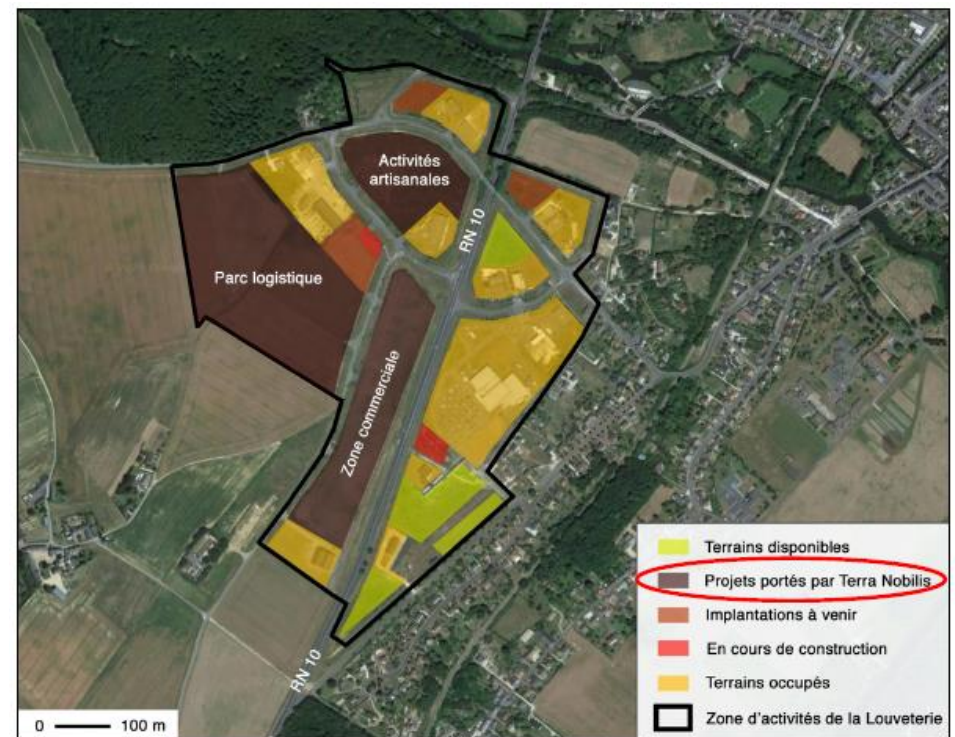 Activités
artisanales
RN 10
Parc logistique
Zone commerciale
RN 10
Terrains disponibles
Projets portés par Terra Nobilis
Implantations à venir
En cours de construction
Terrains occupés
Zone d'activités de la Louveterie
0 100 m